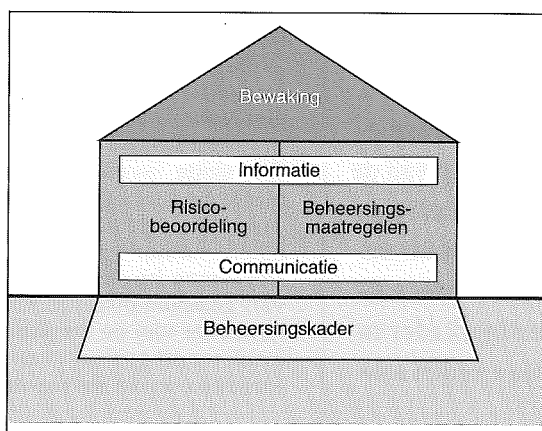 Bewaking
Informatie
Risico-
beoordeling
Beheersings-
maatregelen
Communicatie
Beheersingskader